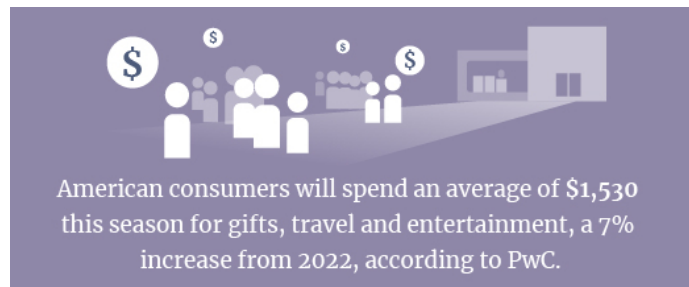 $
$
$
$
American consumers will spend an average of $1,530
this season for gifts, travel and entertainment, a 7%
increase from 2022, according to PwC.